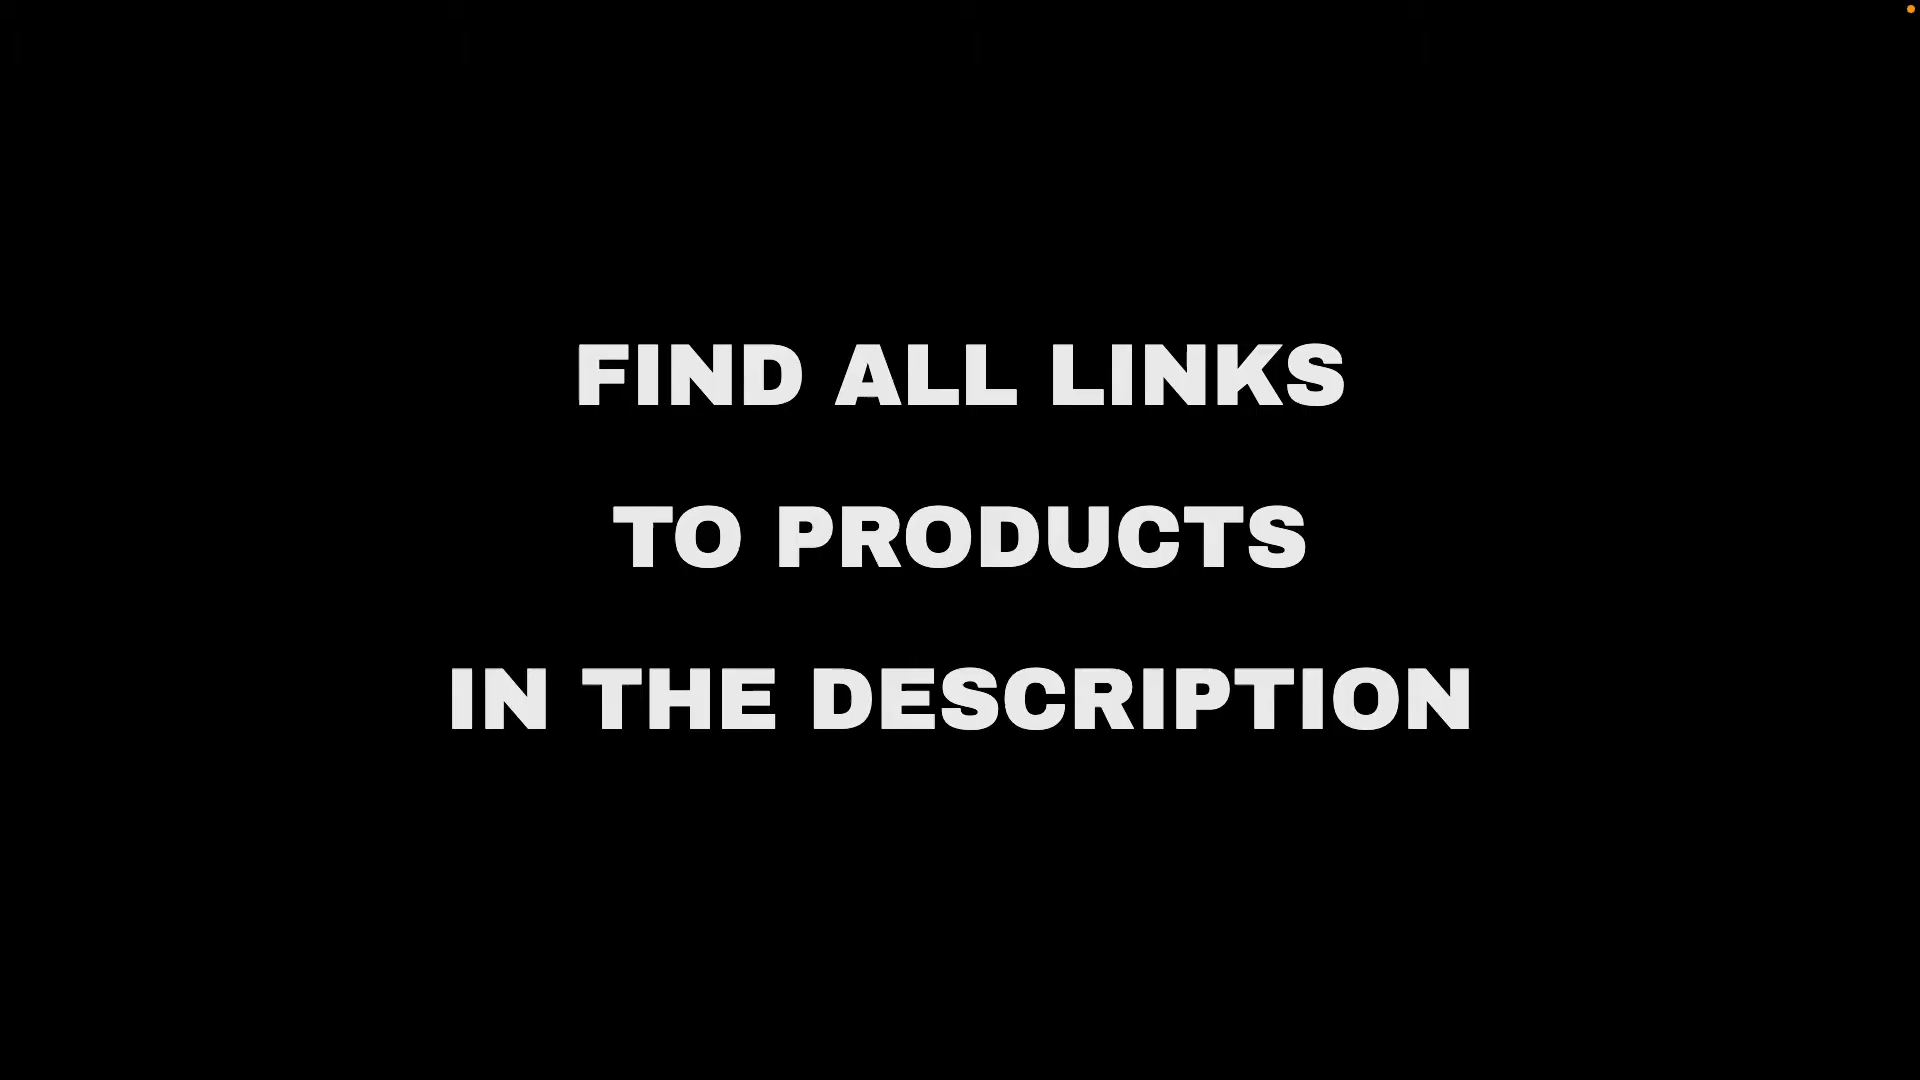 FIND ALL LINKS
TO PRODUCTS
IN THE DESCRIPTION